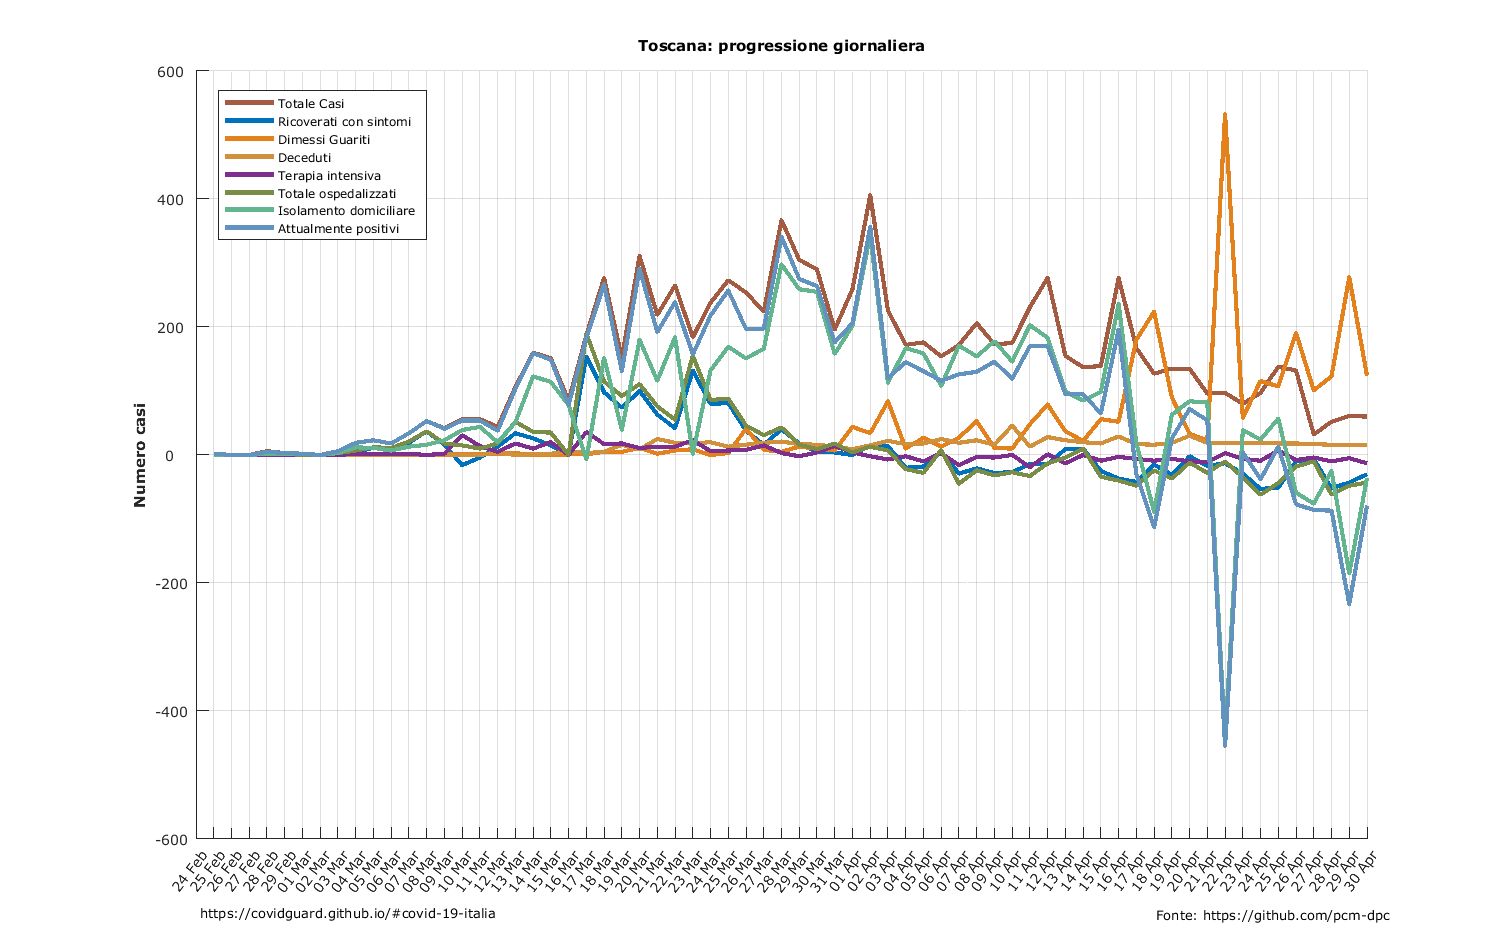 Toscana: progressione giornaliera
600
400
200
0
-200
-400
-600
Numero casi
Totale Casi
Ricoverati con sintomi
Dimessi Guariti
Deceduti
Terapia intensiva
Totale ospedalizzati
Isolamento domiciliare
Attualmente positivi
24 Feb
25 Feb
26 Feb
27 Feb
28 Feb
29 Feb
01 Mar
02 Mar
03 Mar
04 Mar
05 Mar
06 Mar
07 Mar
08 Mar
09 Mar
10 Mar
11 Mar
12 Mar
13 Mar
14 Mar
15 Mar
16 Mar
17 Mar
18 Mar
19 Mar
20 Mar
21 Mar
22 Mar
23 Mar
24 Mar
25 Mar
26 Mar
27 Mar
28 Mar
29 Mar
30 Mar
31 Mar
01 Apr
02 Apr
03 Apr
04 Apr
05 Apr
06 Apr
07 Apr
08 Apr
09 Apr
10 Apr
11 Apr
12 Apr
13 Apr
14 Apr
15 Apr
16 Apr
17 Apr
18 Apr
19 Apr
20 Apr
21 Apr
22 Apr
23 Apr
24 Apr
25 Apr
26 Apr
27 Apr
28 Apr
29 Apr
30 Apr
https://covidguard.github.io/#covid-19-italia
Fonte: https://github.com/pcm-dpc